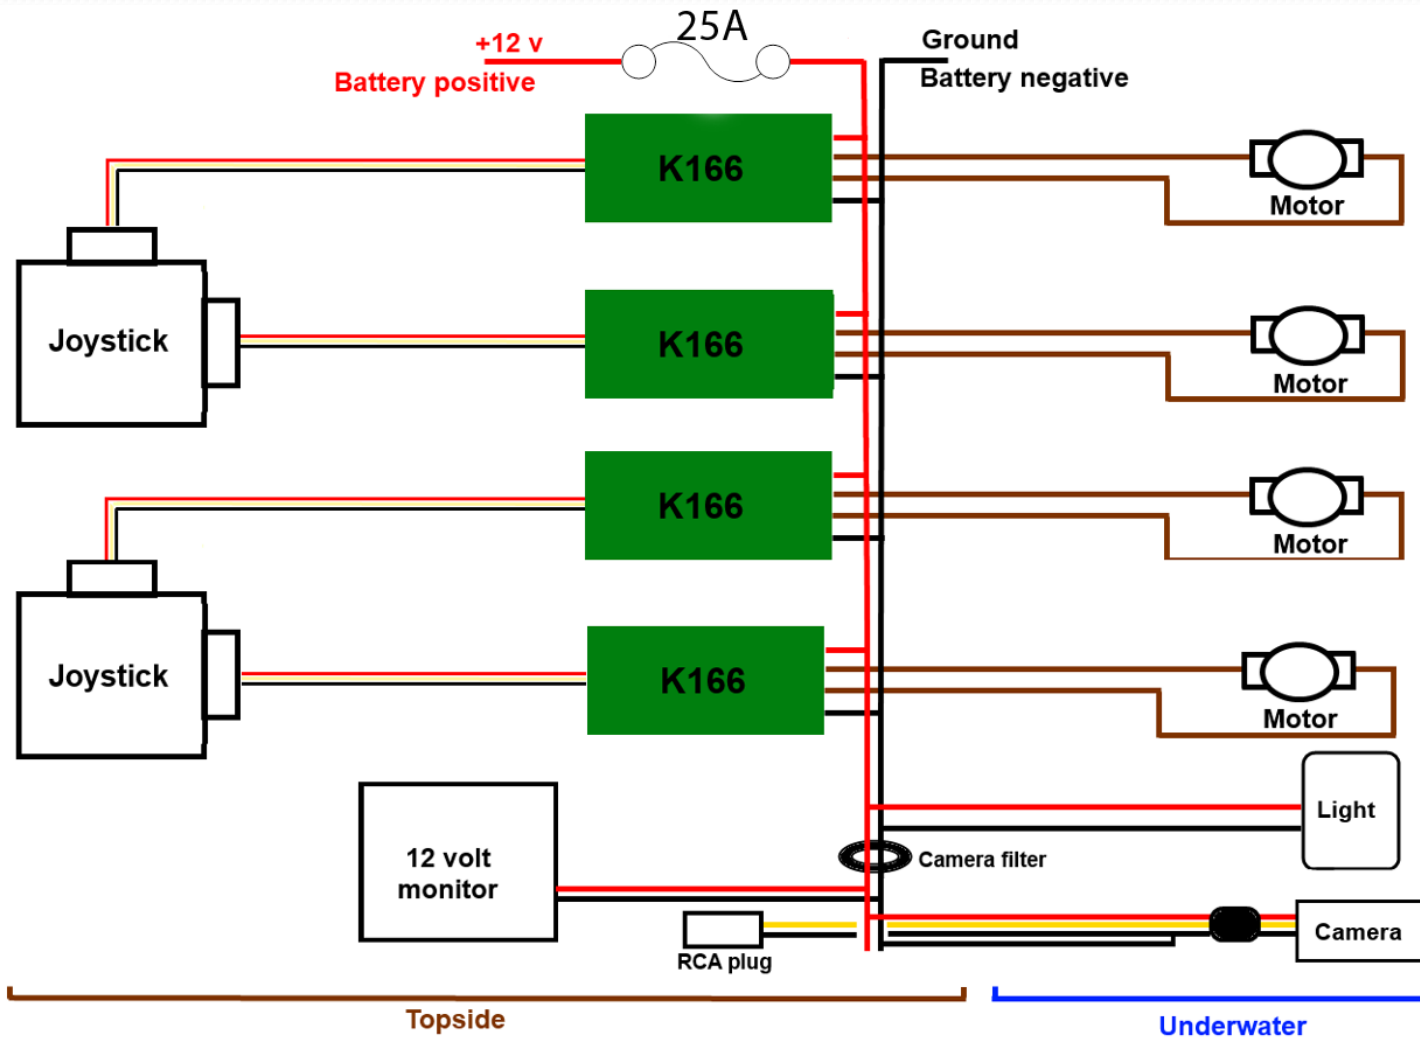 25A
+12 v
Battery positive
Ground
Battery negative
K166
Motor
Joystick
K166
Motor
K166
Motor
Joystick
K166
Motor
Light
12 volt
monitor
Camera filter
RCA plug
Camera
Topside
Underwater